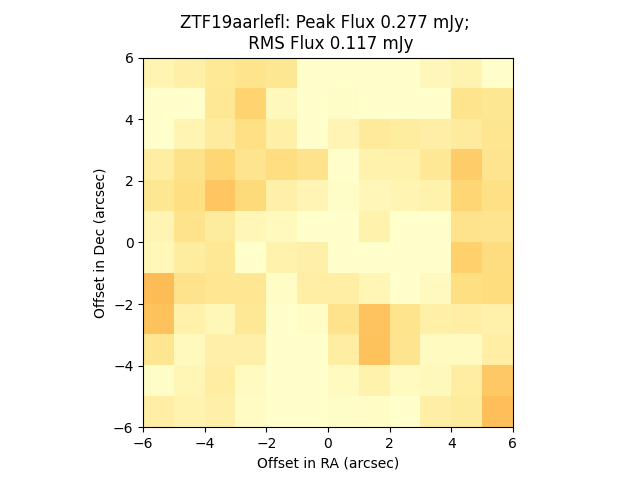 ZTF19aarlefl: Peak Flux 0.277 mJy;
RMS Flux 0.117 mJy
6
4
2
0
−2
−4
−6
Offset in Dec (arcsec)
−6 −4 −2 0 2 4 6
Offset in RA (arcsec)